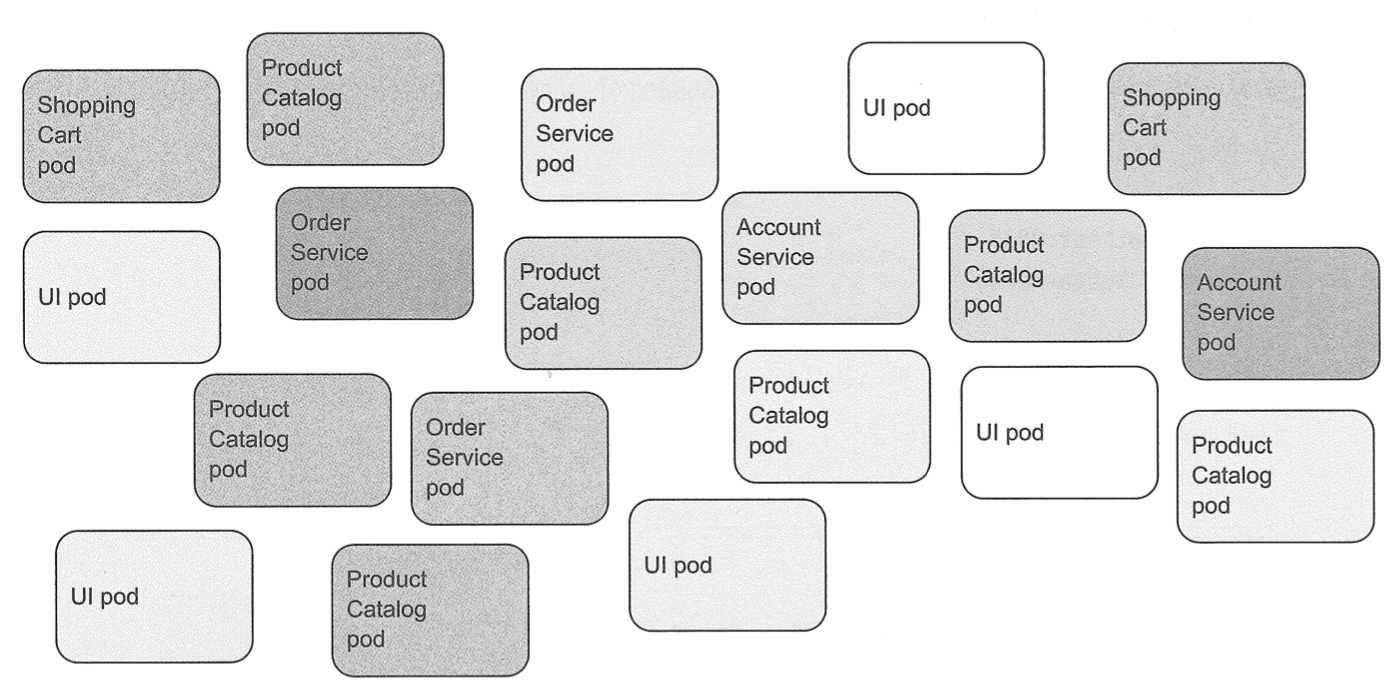 Shopping
Cart
pod
Product
Catalog
pod
Order
Service
pod
UI pod
Shopping
Cart
pod
UI pod
Order
Service
pod
Product
Catalog
pod
Account
Service
pod
Product
Catalog
pod
Account
Service
pod
Product
Catalog
pod
Order
Service
pod
Product
Catalog
pod
UI pod
Product
Catalog
pod
UI pod
Product
Catalog
pod
UI pod